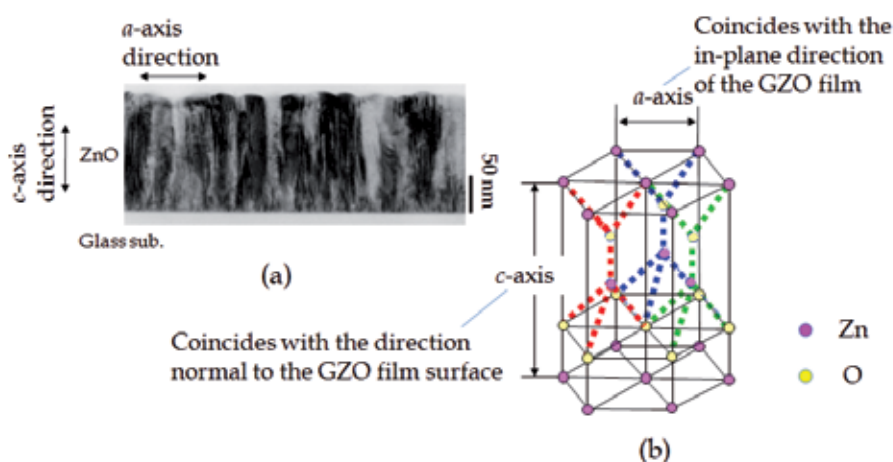 a-axis
direction
c-axis
direction
ZnO
50 nm
Glass sub.
(a)
Coincides with the
in-plane direction
of the GZO film
a-axis
c-axis
Coincides with the direction
normal to the GZO film surface
Zn
O
(b)